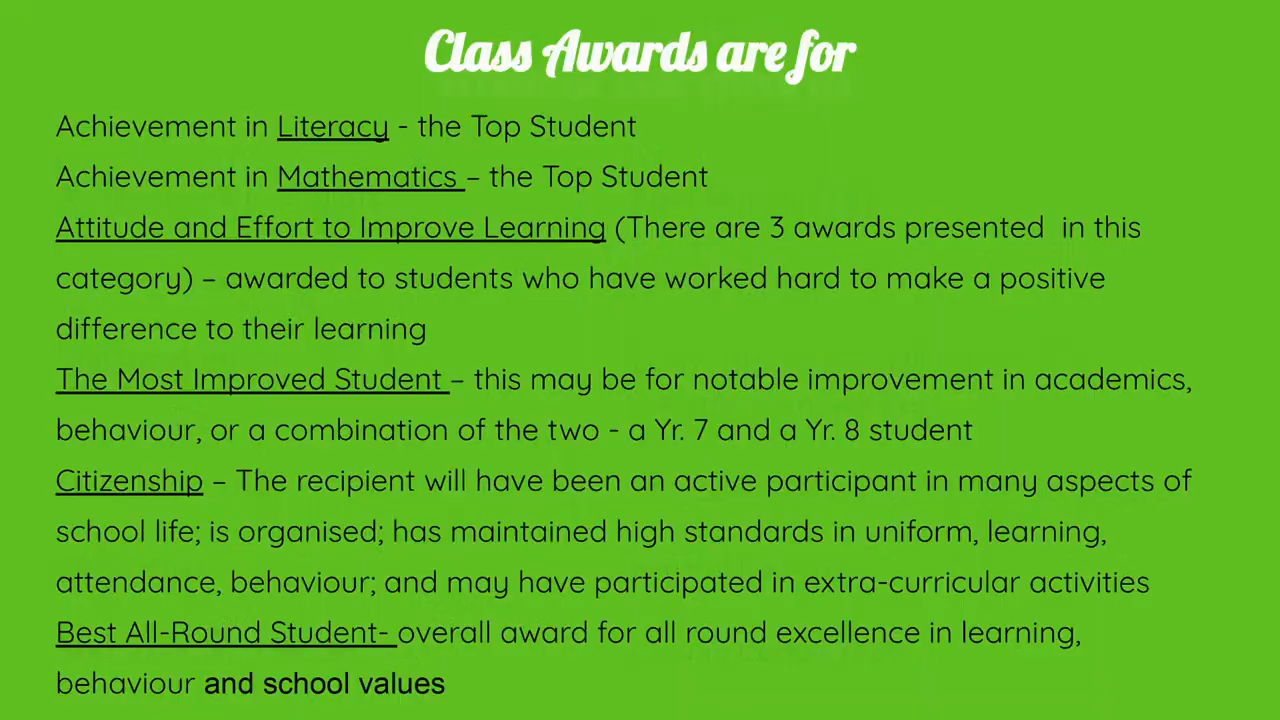 Class Awards are for
Achievement in Literacy - the Top Student
Achievement in Mathematics – the Top Student
Attitude and Effort to Improve Learning (There are 3 awards presented  in this
category) – awarded to students who have worked hard to make a positive
difference to their learning
The Most Improved Student – this may be for notable improvement in academics,
behaviour, or a combination of the two - a Yr. 7 and a Yr. 8 student
Citizenship – The recipient will have been an active participant in many aspects of
school life; is organised; has maintained high standards in uniform, learning,
attendance, behaviour; and may have participated in extra-curricular activities
Best All-Round Student- overall award for all round excellence in learning,
behaviour and school values